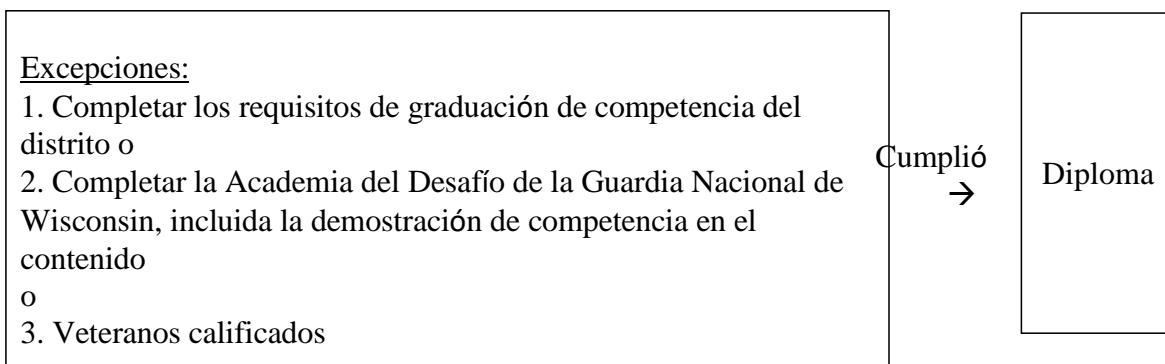 Excepciones:
1. Completar los requisitos de graduación de competencia del
distrito o
2. Completar la Academia del Desafío de la Guardia Nacional de
Wisconsin, incluida la demostración de competencia en el
contenido
o
3. Veteranos calificados
Cumplió
→
Diploma